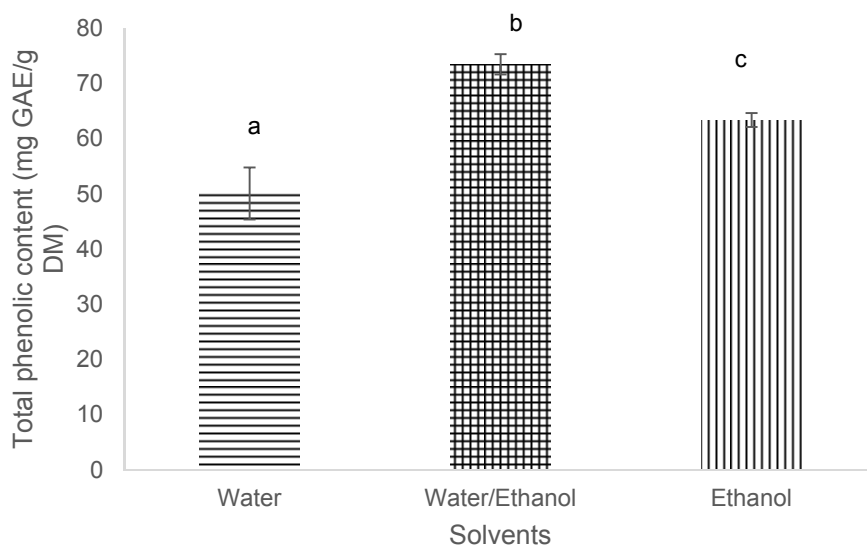 80
70
60
50
40
30
20
10
0
Total phenolic content (mg GAE/g
DM)
a
b
c
Water
Water/Ethanol
Ethanol
Solvents